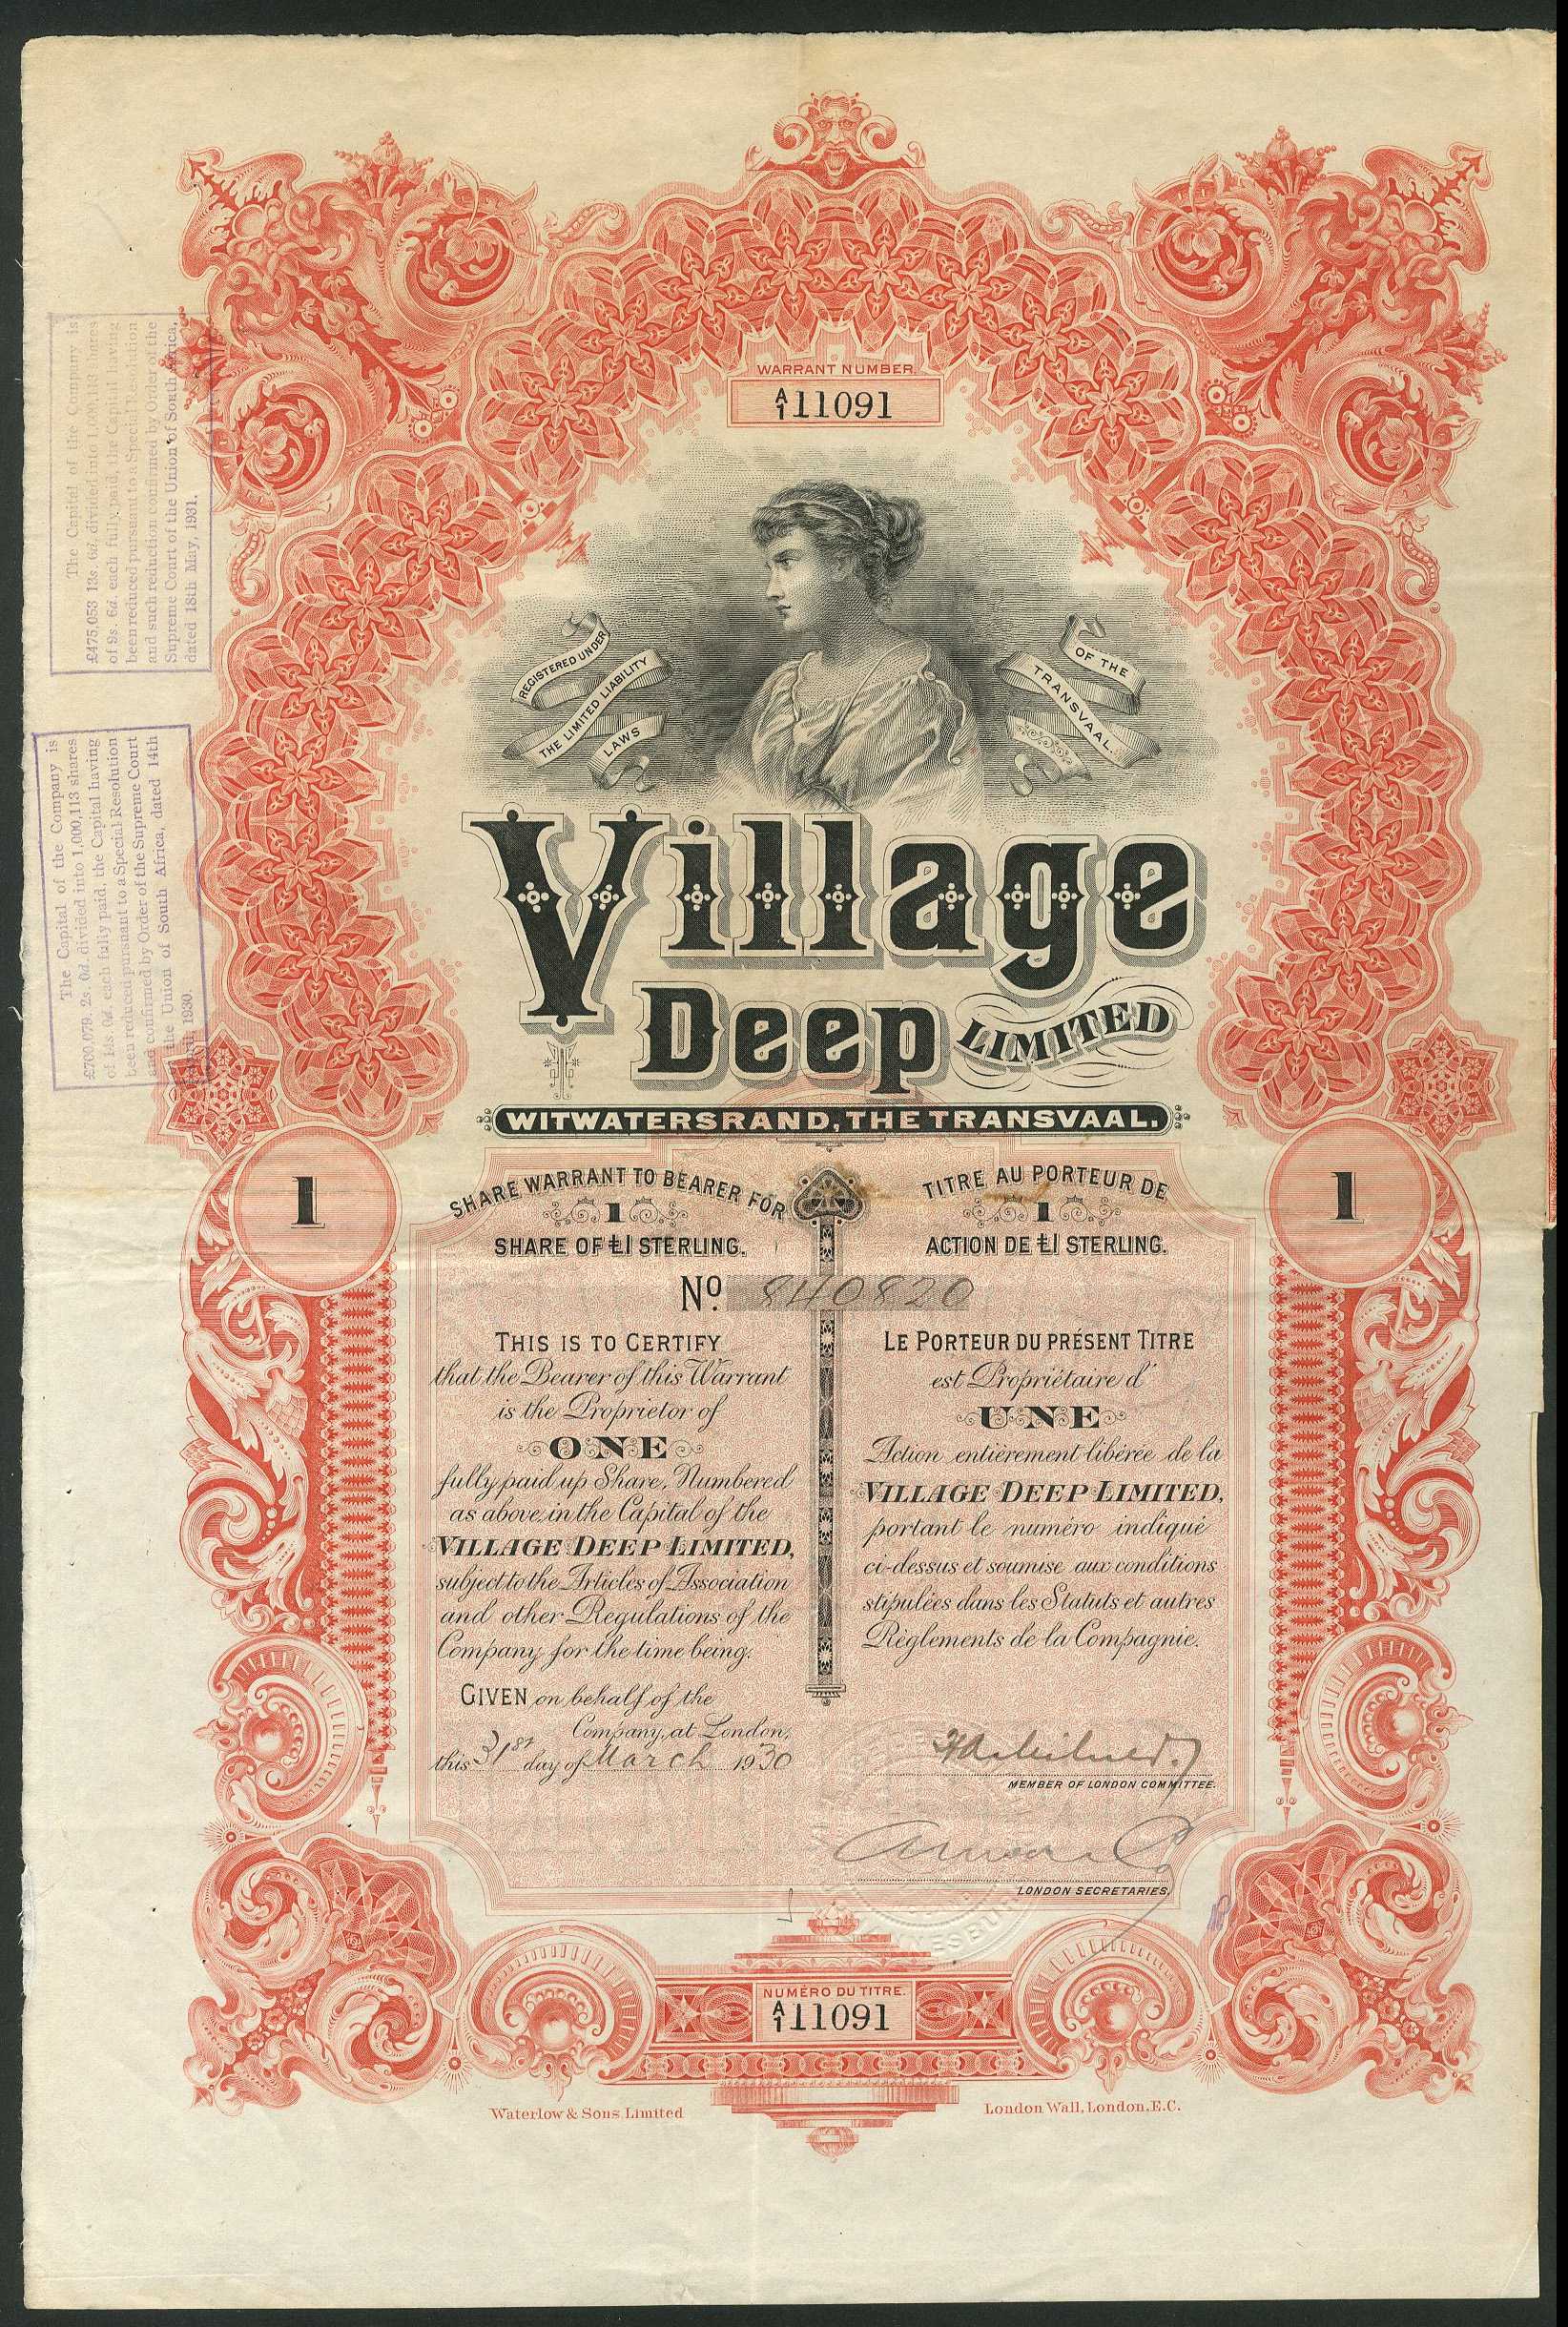 WARRANT NUMBER.
A/1 11091
REGISTERED UNDER
THE LIMITED LIABILITY
LAWS
OF THE
TRANSVAAL.
Village
Deep LIMITED
WITWATERSRAND, THE TRANSVAAL.
1
1
SHARE WARRANT TO BEARER FOR
1
SHARE OF £1 STERLING.
TITRE AU PORTEUR DE
1
ACTION DE £1 STERLING.
No. 840820
THIS IS TO CERTIFY
that the Bearer of this Warrant
is the Proprietor of
ONE
fully paid up Share, Numbered
as above, in the Capital of the
VILLAGE DEEP LIMITED,
subject to the Articles of Association
and other Regulations of the
Company for the time being.
GIVEN on behalf of the
Company, at London,
this 31st day of March 1930
LE PORTEUR DU PRÉSENT TITRE
est Propriétaire d'
UNE
Action entièrement libérée de la
VILLAGE DEEP LIMITED,
portant le numéro indiqué
ci-dessus et soumise aux conditions
stipulées dans les Statuts et autres
Règlements de la Compagnie.
MEMBER OF LONDON COMMITTEE.
LONDON SECRETARIES.
NUMÉRO DU TITRE.
A/1 11091
Waterlow & Sons Limited
London Wall, London, E.C.
The Capital of the Company is
£475,053 13s. 6d. divided into 1,000,113 shares
of 9s. 6d. each fully paid, the Capital having
been reduced pursuant to a Special Resolution
and such reduction confirmed by Order of the
Supreme Court of the Union of South Africa,
dated 18th May, 1931.
The Capital of the Company is
£700,079 2s. 0d. divided into 1,000,113 shares
of 14s. 0d. each fully paid, the Capital having
been reduced pursuant to a Special Resolution
and confirmed by Order of the Supreme Court
of the Union of South Africa, dated 14th
1930.